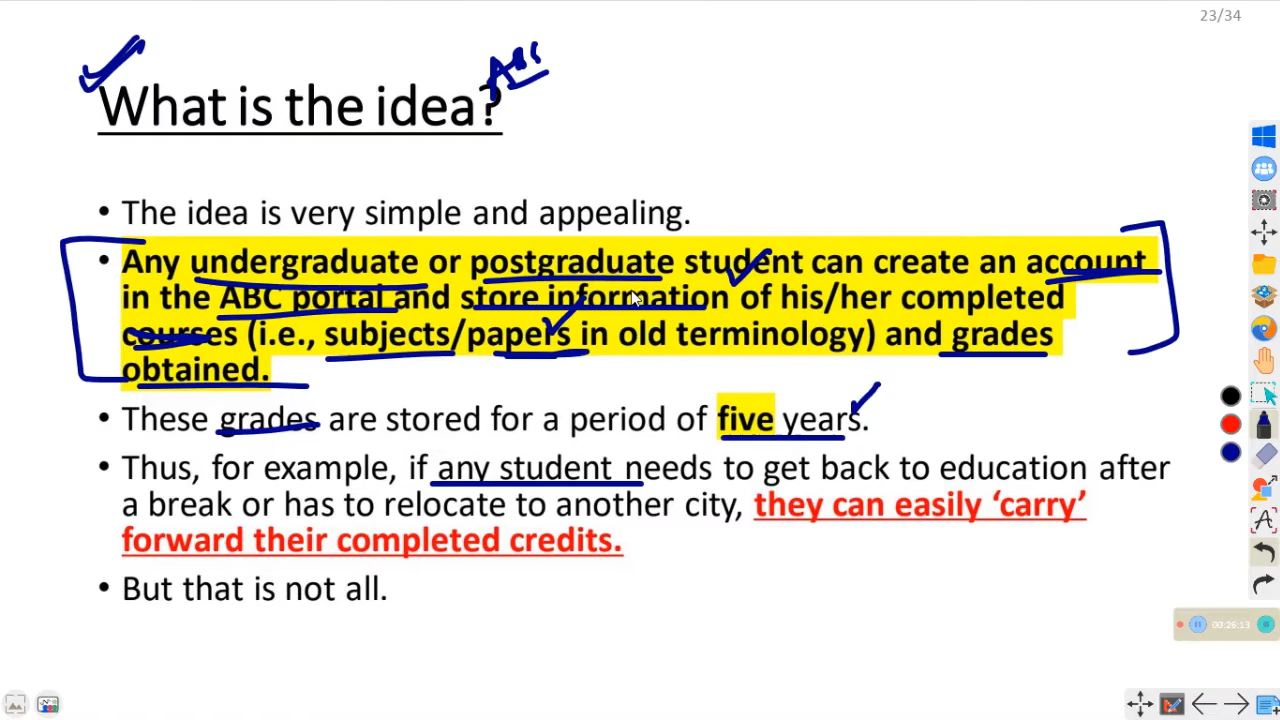 23/34
ABC
What is the idea?
• The idea is very simple and appealing.
• Any undergraduate or postgraduate student can create an account
in the ABC portal and store information of his/her completed
courses (i.e., subjects/papers in old terminology) and grades
obtained.
• These grades are stored for a period of five years.
• Thus, for example, if any student needs to get back to education after
a break or has to relocate to another city, they can easily ‘carry’
forward their completed credits.
• But that is not all.
00:26:13